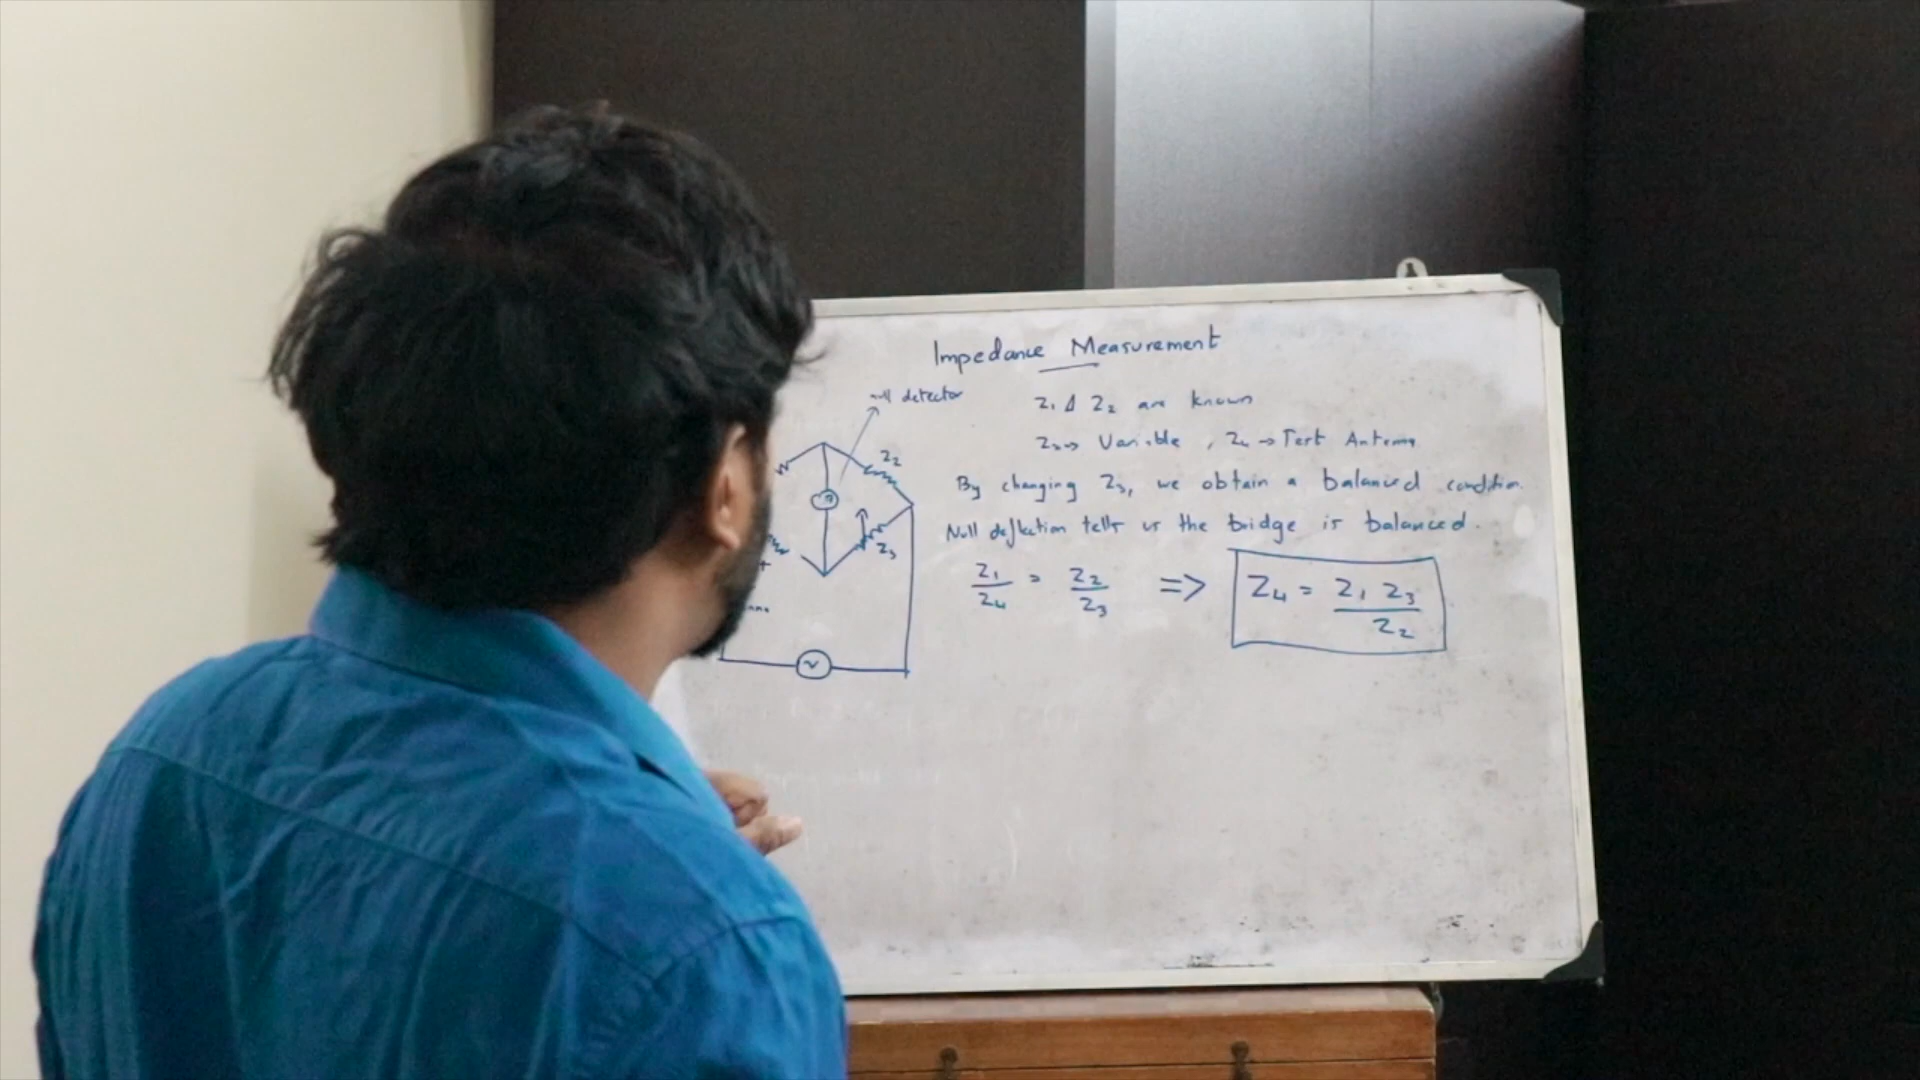 Impedance Measurement
null detector
Z1 & Z2 are known
Z3 → Variable, Z4 → Test Antenna
By changing Z3, we obtain a balanced condition.
Null deflection tells us the bridge is balanced.
Z2
Z3
Z1/Z4 = Z2/Z3 => Z4 = Z1 Z3/Z2